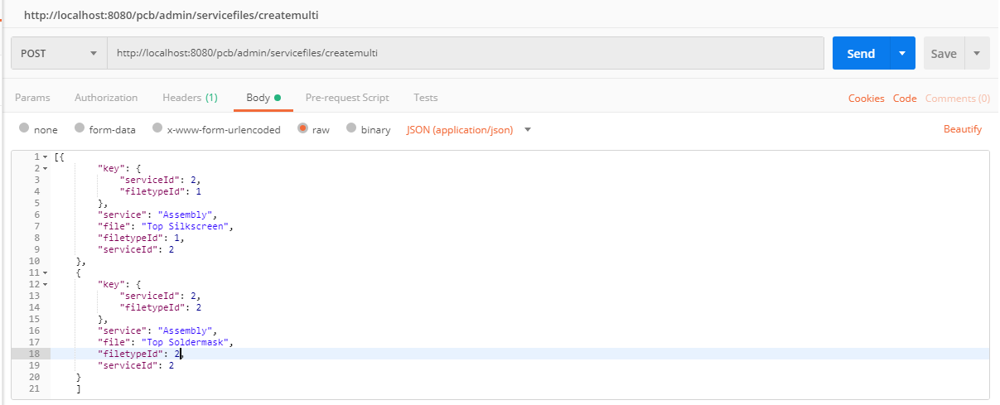 http://localhost:8080/pcb/admin/servicefiles/createmulti
POST http://localhost:8080/pcb/admin/servicefiles/createmulti Send Save
Params Authorization Headers (1) Body Pre-request Script Tests Cookies Code Comments (0)
none form-data x-www-form-urlencoded raw binary JSON (application/json) Beautify
1 [{
2 "key": {
3 "serviceId": 2,
4 "filetypeId": 1
5 },
6 "service": "Assembly",
7 "file": "Top Silkscreen",
8 "filetypeId": 1,
9 "serviceId": 2
10 },
11 {
12 "key": {
13 "serviceId": 2,
14 "filetypeId": 2
15 },
16 "service": "Assembly",
17 "file": "Top Soldermask",
18 "filetypeId": 2,
19 "serviceId": 2
20 }
21 ]